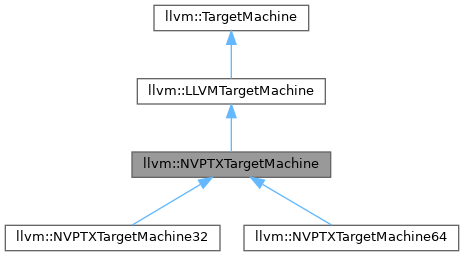 llvm::TargetMachine
llvm::LLVMTargetMachine
llvm::NVPTXTargetMachine
llvm::NVPTXTargetMachine32
llvm::NVPTXTargetMachine64